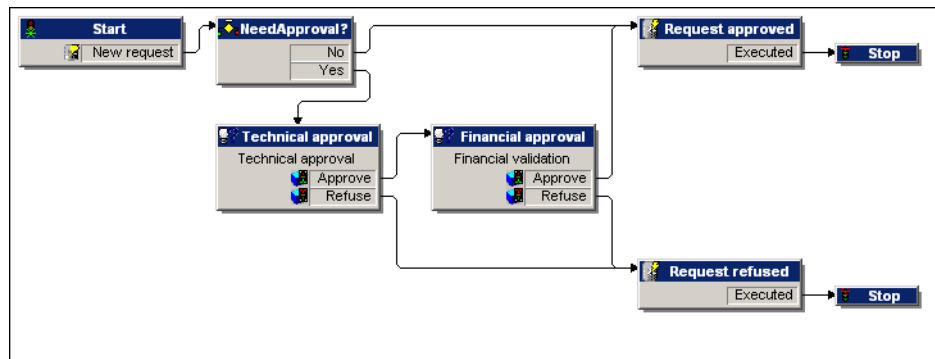 Start
New request
NeedApproval?
No
Yes
Request approved
Executed
Stop
Technical approval
Technical approval
Approve
Refuse
Financial approval
Financial validation
Approve
Refuse
Request refused
Executed
Stop